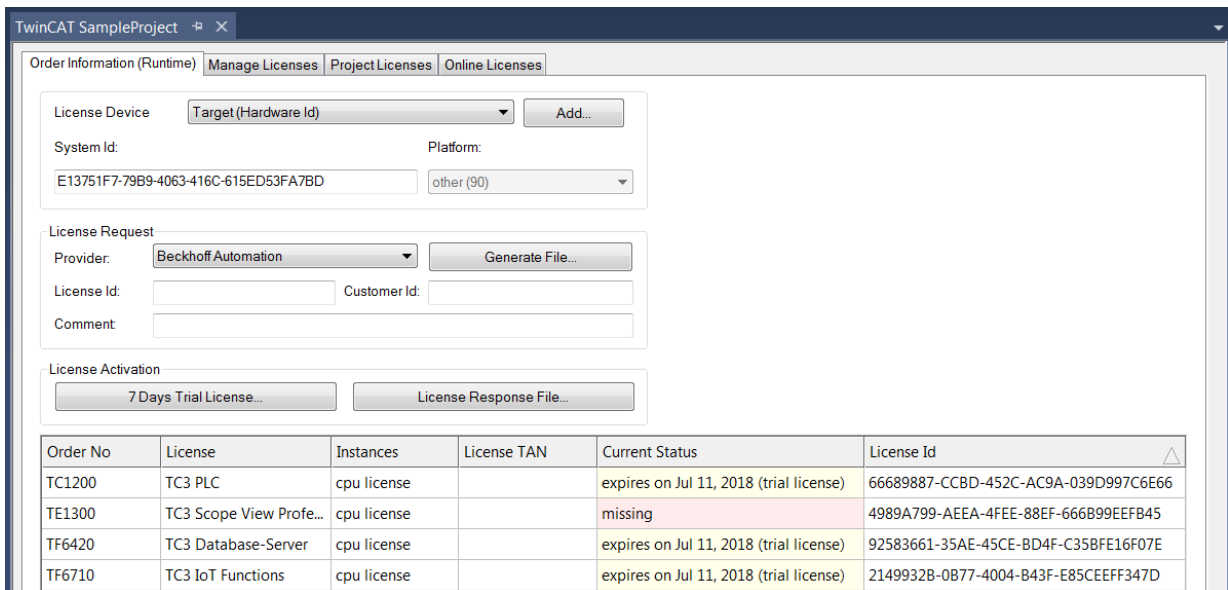 TwinCAT SampleProject
Order Information (Runtime) Manage Licenses Project Licenses Online Licenses
License Device Target (Hardware Id) Add...
System Id: Platform:
E13751F7-79B9-4063-416C-615ED53FA7BD other (90)
License Request
Provider: Beckhoff Automation Generate File...
License Id: Customer Id:
Comment:
License Activation
7 Days Trial License... License Response File...
Order No License Instances License TAN Current Status License Id
TC1200 TC3 PLC cpu license expires on Jul 11, 2018 (trial license) 66689887-CCBD-452C-AC9A-039D997C6E66
TE1300 TC3 Scope View Profe... cpu license missing 4989A799-AEEA-4FEE-88EF-666B99EEFB45
TF6420 TC3 Database-Server cpu license expires on Jul 11, 2018 (trial license) 92583661-35AE-45CE-BD4F-C35BFE16F07E
TF6710 TC3 IoT Functions cpu license expires on Jul 11, 2018 (trial license) 2149932B-0B77-4004-B43F-E85CEEFF347D